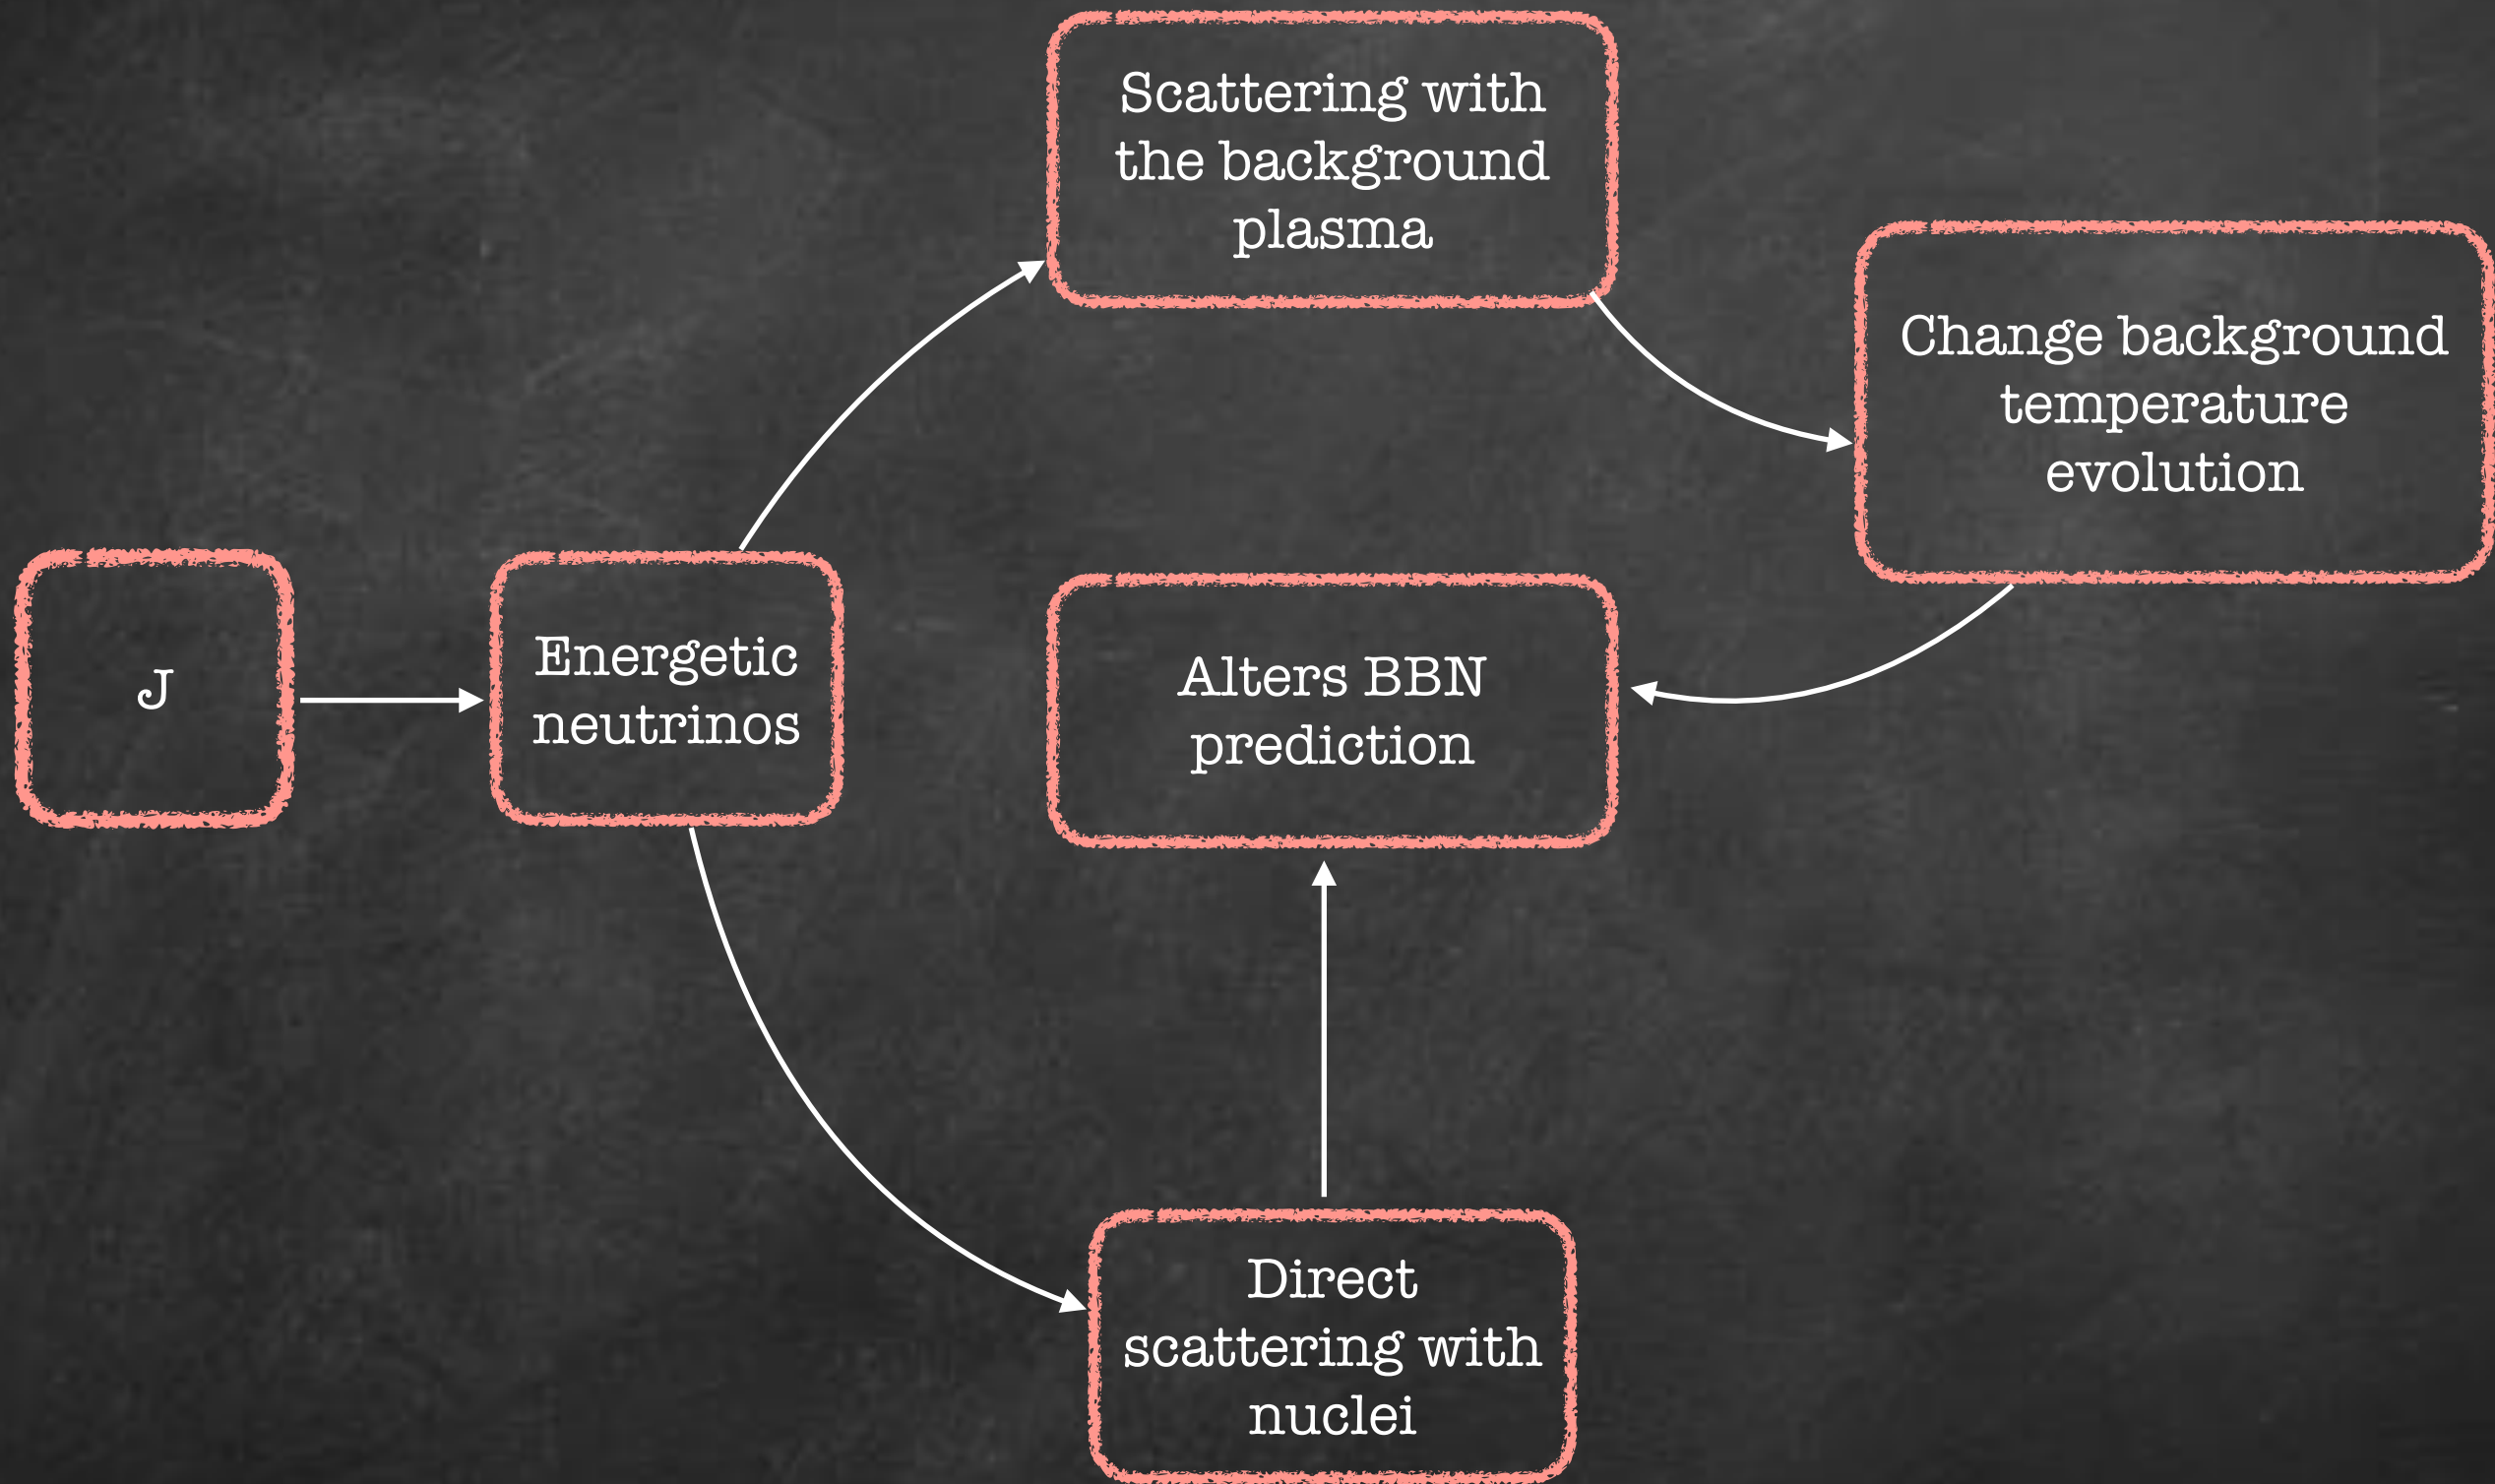 J
Energetic
neutrinos
Scattering with
the background
plasma
Change background
temperature
evolution
Alters BBN
prediction
Direct
scattering with
nuclei